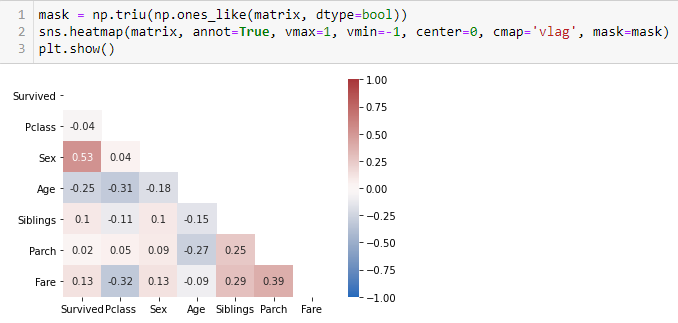 1 mask = np.triu(np.ones_like(matrix, dtype=bool))
2 sns.heatmap(matrix, annot=True, vmax=1, vmin=-1, center=0, cmap='vlag', mask=mask)
3 plt.show()
1.00
Survived
0.75
Pclass -0.04
0.50
Sex 0.53 0.04
0.25
Age -0.25 -0.31 -0.18
0.00
Siblings 0.1 -0.11 0.1 -0.15
−0.25
Parch 0.02 0.05 0.09 -0.27 0.25
−0.50
−0.75
Fare 0.13 -0.32 0.13 -0.09 0.29 0.39
−1.00
Survived Pclass Sex Age Siblings Parch Fare